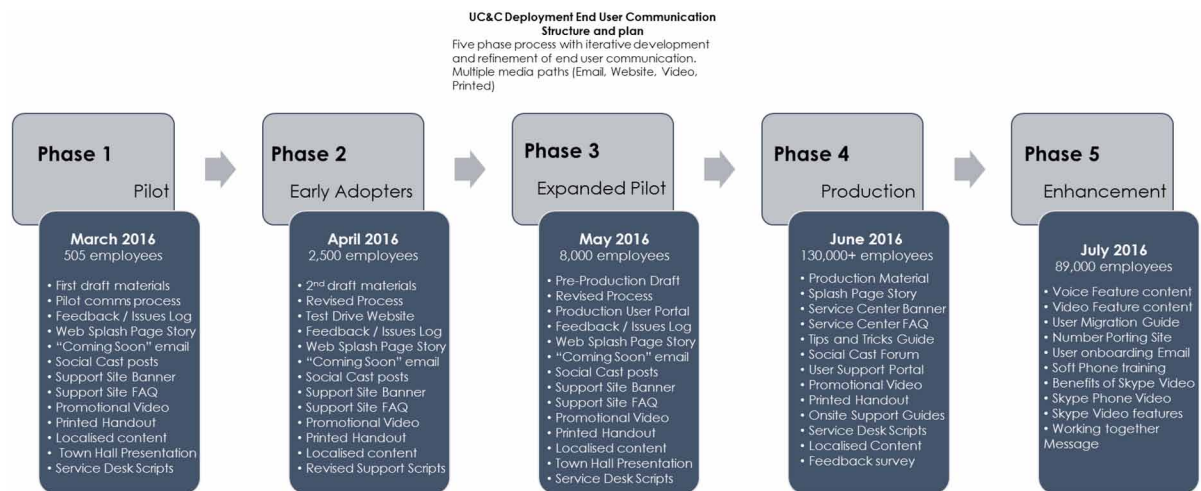 UC&C Deployment End User Communication
Structure and plan
Five phase process with iterative development
and refinement of end user communication.
Multiple media paths (Email, Website, Video,
Printed)
Phase 1
Pilot
March 2016
505 employees
• First draft materials
• Pilot comms process
• Feedback / Issues Log
• Web Splash Page Story
• “Coming Soon” email
• Social Cast posts
• Support Site Banner
• Support Site FAQ
• Promotional Video
• Printed Handout
• Localised content
• Town Hall Presentation
• Service Desk Scripts
Phase 2
Early Adopters
April 2016
2,500 employees
• 2nd draft materials
• Revised Process
• Test Drive Website
• Feedback / Issues Log
• Web Splash Page Story
• “Coming Soon” email
• Social Cast posts
• Support Site Banner
• Support Site FAQ
• Promotional Video
• Printed Handout
• Localised content
• Revised Support Scripts
Phase 3
Expanded Pilot
May 2016
8,000 employees
• Pre-Production Draft
• Revised Process
• Production User Portal
• Feedback / Issues Log
• Web Splash Page Story
• “Coming Soon” email
• Social Cast posts
• Support Site Banner
• Support Site FAQ
• Promotional Video
• Printed Handout
• Localised content
• Town Hall Presentation
• Service Desk Scripts
Phase 4
Production
June 2016
130,000+ employees
• Production Material
• Splash Page Story
• Service Center Banner
• Service Center FAQ
• Tips and Tricks Guide
• Social Cast Forum
• User Support Portal
• Promotional Video
• Printed Handout
• Onsite Support Guides
• Service Desk Scripts
• Localised Content
• Feedback survey
Phase 5
Enhancement
July 2016
89,000 employees
• Voice Feature content
• Video Feature content
• User Migration Guide
• Number Porting Site
• User onboarding Email
• Soft Phone training
• Benefits of Skype Video
• Skype Phone Video
• Skype Video features
• Working together
Message